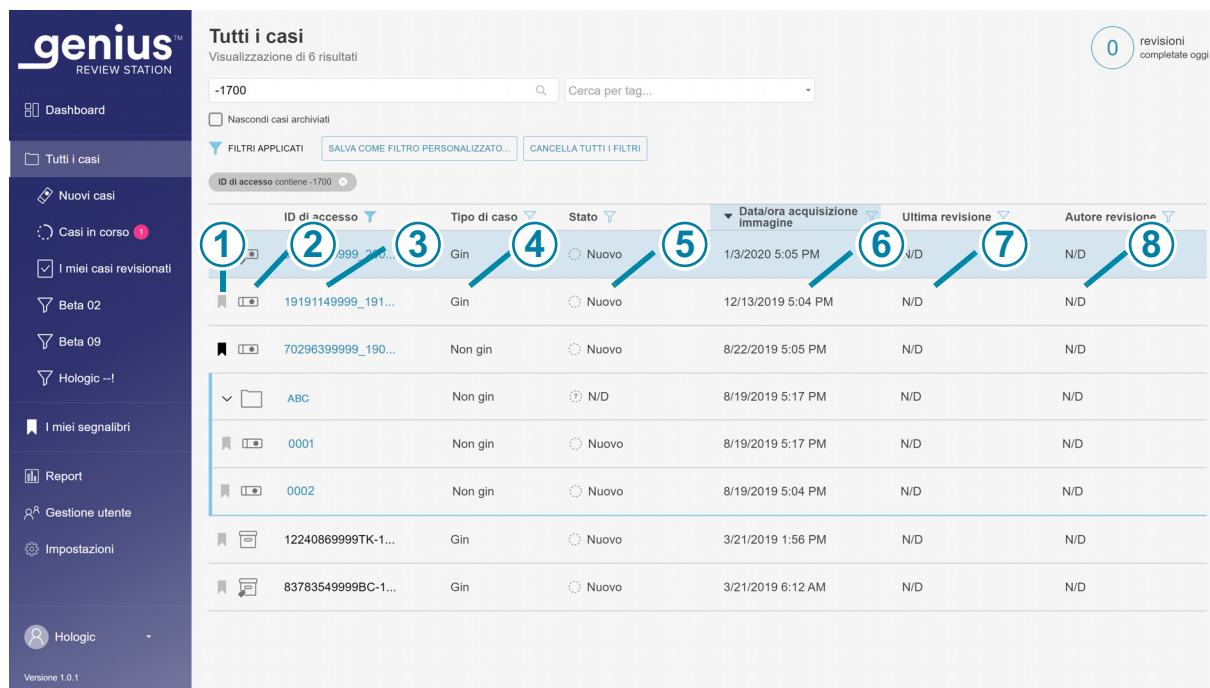 genius™
REVIEW STATION
Dashboard
Tutti i casi
Nuovi casi
Casi in corso 1
I miei casi revisionati
Beta 02
Beta 09
Hologic --!
I miei segnalibri
Report
Gestione utente
Impostazioni
Hologic
Versione 1.0.1
Tutti i casi
Visualizzazione di 6 risultati
0 revisioni
completate oggi
-1700 Cerca per tag...
Nascondi casi archiviati
FILTRI APPLICATI SALVA COME FILTRO PERSONALIZZATO... CANCELLA TUTTI I FILTRI
ID di accesso contiene -1700
ID di accesso Tipo di caso Stato Data/ora acquisizione
immagine Ultima revisione Autore revisione
1 2 3 4 5 6 7 8
Gin Nuovo 1/3/2020 5:05 PM N/D N/D
19191149999_191... Gin Nuovo 12/13/2019 5:04 PM N/D N/D
70296399999_190... Non gin Nuovo 8/22/2019 5:05 PM N/D N/D
ABC Non gin N/D 8/19/2019 5:17 PM N/D N/D
0001 Non gin Nuovo 8/19/2019 5:17 PM N/D N/D
0002 Non gin Nuovo 8/19/2019 5:04 PM N/D N/D
12240869999TK-1... Gin Nuovo 3/21/2019 1:56 PM N/D N/D
83783549999BC-1... Gin Nuovo 3/21/2019 6:12 AM N/D N/D